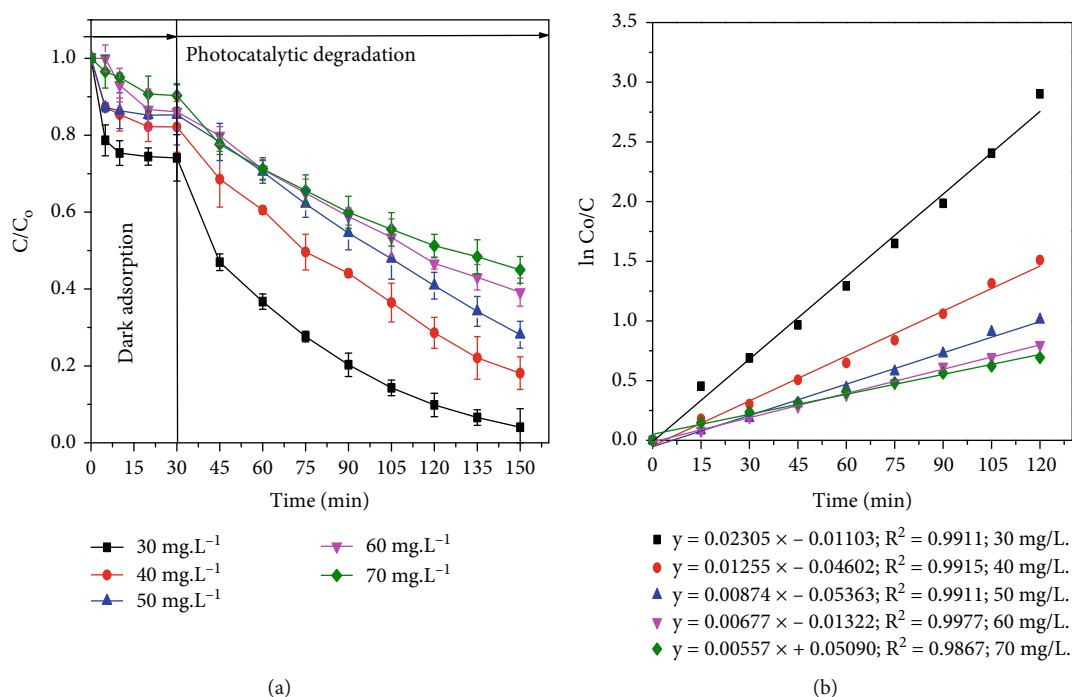 Dark adsorption
Photocatalytic degradation
C/C₀
1.0
0.8
0.6
0.4
0.2
0.0
0 15 30 45 60 75 90 105 120 135 150
Time (min)
30 mg.L⁻¹
40 mg.L⁻¹
50 mg.L⁻¹
60 mg.L⁻¹
70 mg.L⁻¹
(a)
ln Co/C
3.5
3.0
2.5
2.0
1.5
1.0
0.5
0.0
0 15 30 45 60 75 90 105 120
Time (min)
y = 0.02305 × – 0.01103; R² = 0.9911; 30 mg/L.
y = 0.01255 × – 0.04602; R² = 0.9915; 40 mg/L.
y = 0.00874 × – 0.05363; R² = 0.9911; 50 mg/L.
y = 0.00677 × – 0.01322; R² = 0.9977; 60 mg/L.
y = 0.00557 × + 0.05090; R² = 0.9867; 70 mg/L.
(b)